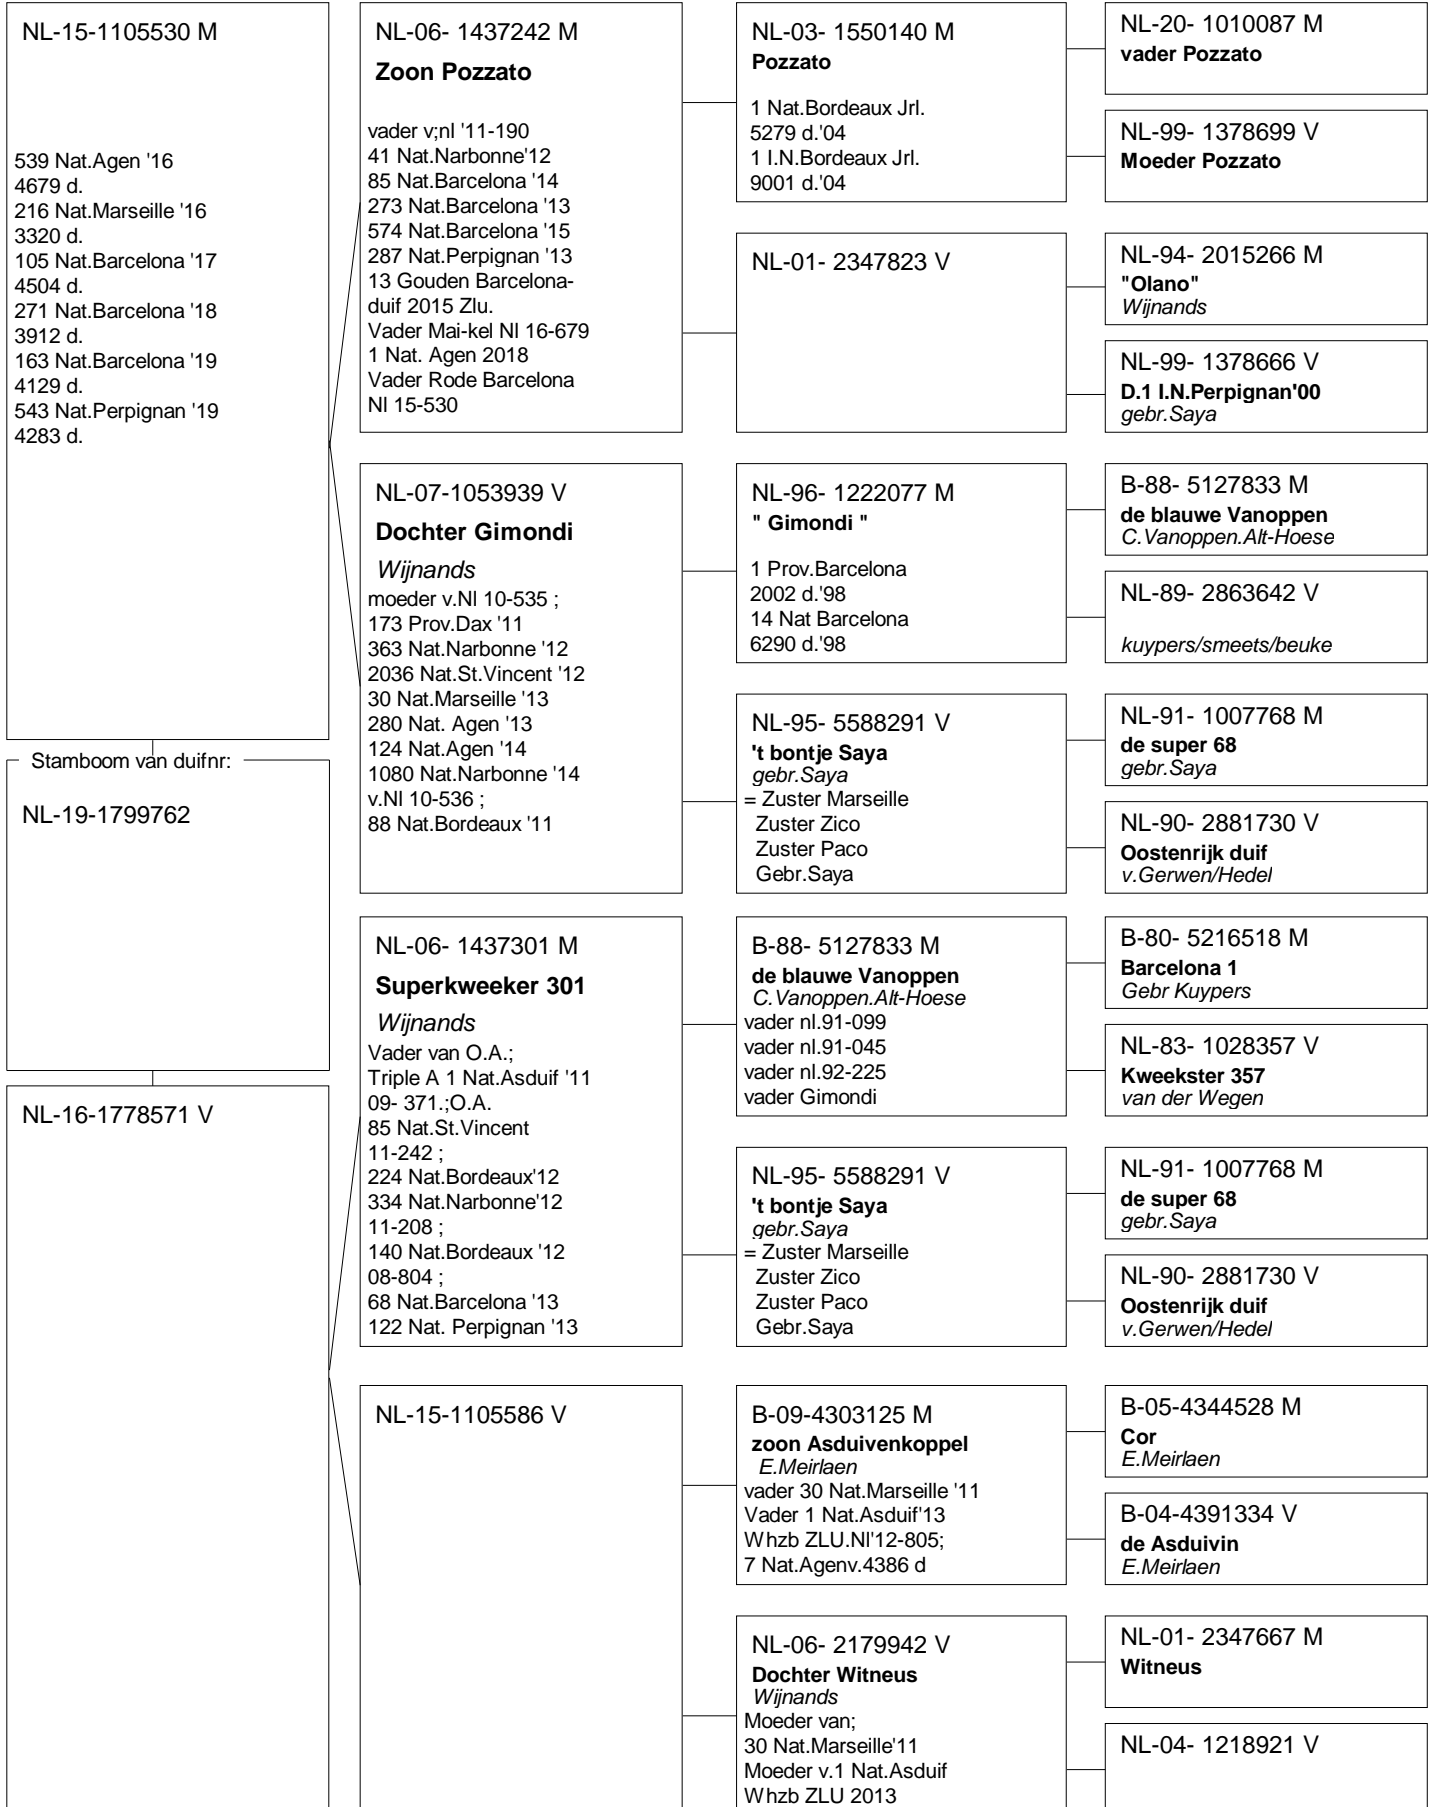 NL-15-1105530 M
539 Nat.Agen '16
4679 d.
216 Nat.Marseille '16
3320 d.
105 Nat.Barcelona '17
4504 d.
271 Nat.Barcelona '18
3912 d.
163 Nat.Barcelona '19
4129 d.
543 Nat.Perpignan '19
4283 d.
Stamboom van duifnr:
NL-19-1799762
NL-16-1778571 V
NL-06- 1437242 M
Zoon Pozzato
vader v;nl '11-190
41 Nat.Narbonne'12
85 Nat.Barcelona '14
273 Nat.Barcelona '13
574 Nat.Barcelona '15
287 Nat.Perpignan '13
13 Gouden Barcelona-
duif 2015 Zlu.
Vader Mai-kel Nl 16-679
1 Nat. Agen 2018
Vader Rode Barcelona
Nl 15-530
NL-07-1053939 V
Dochter Gimondi
Wijnands
moeder v.Nl 10-535 ;
173 Prov.Dax '11
363 Nat.Narbonne '12
2036 Nat.St.Vincent '12
30 Nat.Marseille '13
280 Nat. Agen '13
124 Nat.Agen '14
1080 Nat.Narbonne '14
v.Nl 10-536 ;
88 Nat.Bordeaux '11
NL-06- 1437301 M
Superkweeker 301
Wijnands
Vader van O.A.;
Triple A 1 Nat.Asduif '11
09- 371.;O.A.
85 Nat.St.Vincent
11-242 ;
224 Nat.Bordeaux'12
334 Nat.Narbonne'12
11-208 ;
140 Nat.Bordeaux '12
08-804 ;
68 Nat.Barcelona '13
122 Nat. Perpignan '13
NL-15-1105586 V
NL-03- 1550140 M
Pozzato
1 Nat.Bordeaux Jrl.
5279 d.'04
1 I.N.Bordeaux Jrl.
9001 d.'04
NL-01- 2347823 V
NL-96- 1222077 M
" Gimondi "
1 Prov.Barcelona
2002 d.'98
14 Nat Barcelona
6290 d.'98
NL-95- 5588291 V
't bontje Saya
gebr.Saya
= Zuster Marseille
Zuster Zico
Zuster Paco
Gebr.Saya
B-88- 5127833 M
de blauwe Vanoppen
C.Vanoppen.Alt-Hoese
vader nl.91-099
vader nl.91-045
vader nl.92-225
vader Gimondi
NL-95- 5588291 V
't bontje Saya
gebr.Saya
= Zuster Marseille
Zuster Zico
Zuster Paco
Gebr.Saya
B-09-4303125 M
zoon Asduivenkoppel
E.Meirlaen
vader 30 Nat.Marseille '11
Vader 1 Nat.Asduif'13
Whzb ZLU.Nl'12-805;
7 Nat.Agenv.4386 d
NL-06- 2179942 V
Dochter Witneus
Wijnands
Moeder van;
30 Nat.Marseille'11
Moeder v.1 Nat.Asduif
Whzb ZLU 2013
NL-20- 1010087 M
vader Pozzato
NL-99- 1378699 V
Moeder Pozzato
NL-94- 2015266 M
"Olano"
Wijnands
NL-99- 1378666 V
D.1 I.N.Perpignan'00
gebr.Saya
B-88- 5127833 M
de blauwe Vanoppen
C.Vanoppen.Alt-Hoese
NL-89- 2863642 V
kuypers/smeets/beuke
NL-91- 1007768 M
de super 68
gebr.Saya
NL-90- 2881730 V
Oostenrijk duif
v.Gerwen/Hedel
B-80- 5216518 M
Barcelona 1
Gebr Kuypers
NL-83- 1028357 V
Kweekster 357
van der Wegen
NL-91- 1007768 M
de super 68
gebr.Saya
NL-90- 2881730 V
Oostenrijk duif
v.Gerwen/Hedel
B-05-4344528 M
Cor
E.Meirlaen
B-04-4391334 V
de Asduivin
E.Meirlaen
NL-01- 2347667 M
Witneus
NL-04- 1218921 V